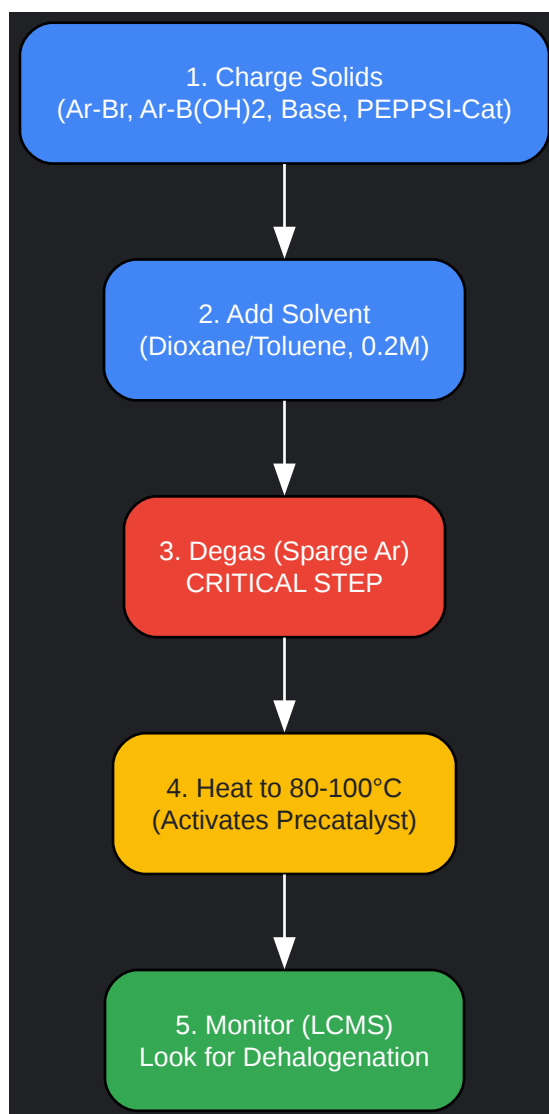 1. Charge Solids
(Ar-Br, Ar-B(OH)2, Base, PEPPSI-Cat)
2. Add Solvent
(Dioxane/Toluene, 0.2M)
3. Degas (Sparge Ar)
CRITICAL STEP
4. Heat to 80-100°C
(Activates Precatalyst)
5. Monitor (LCMS)
Look for Dehalogenation